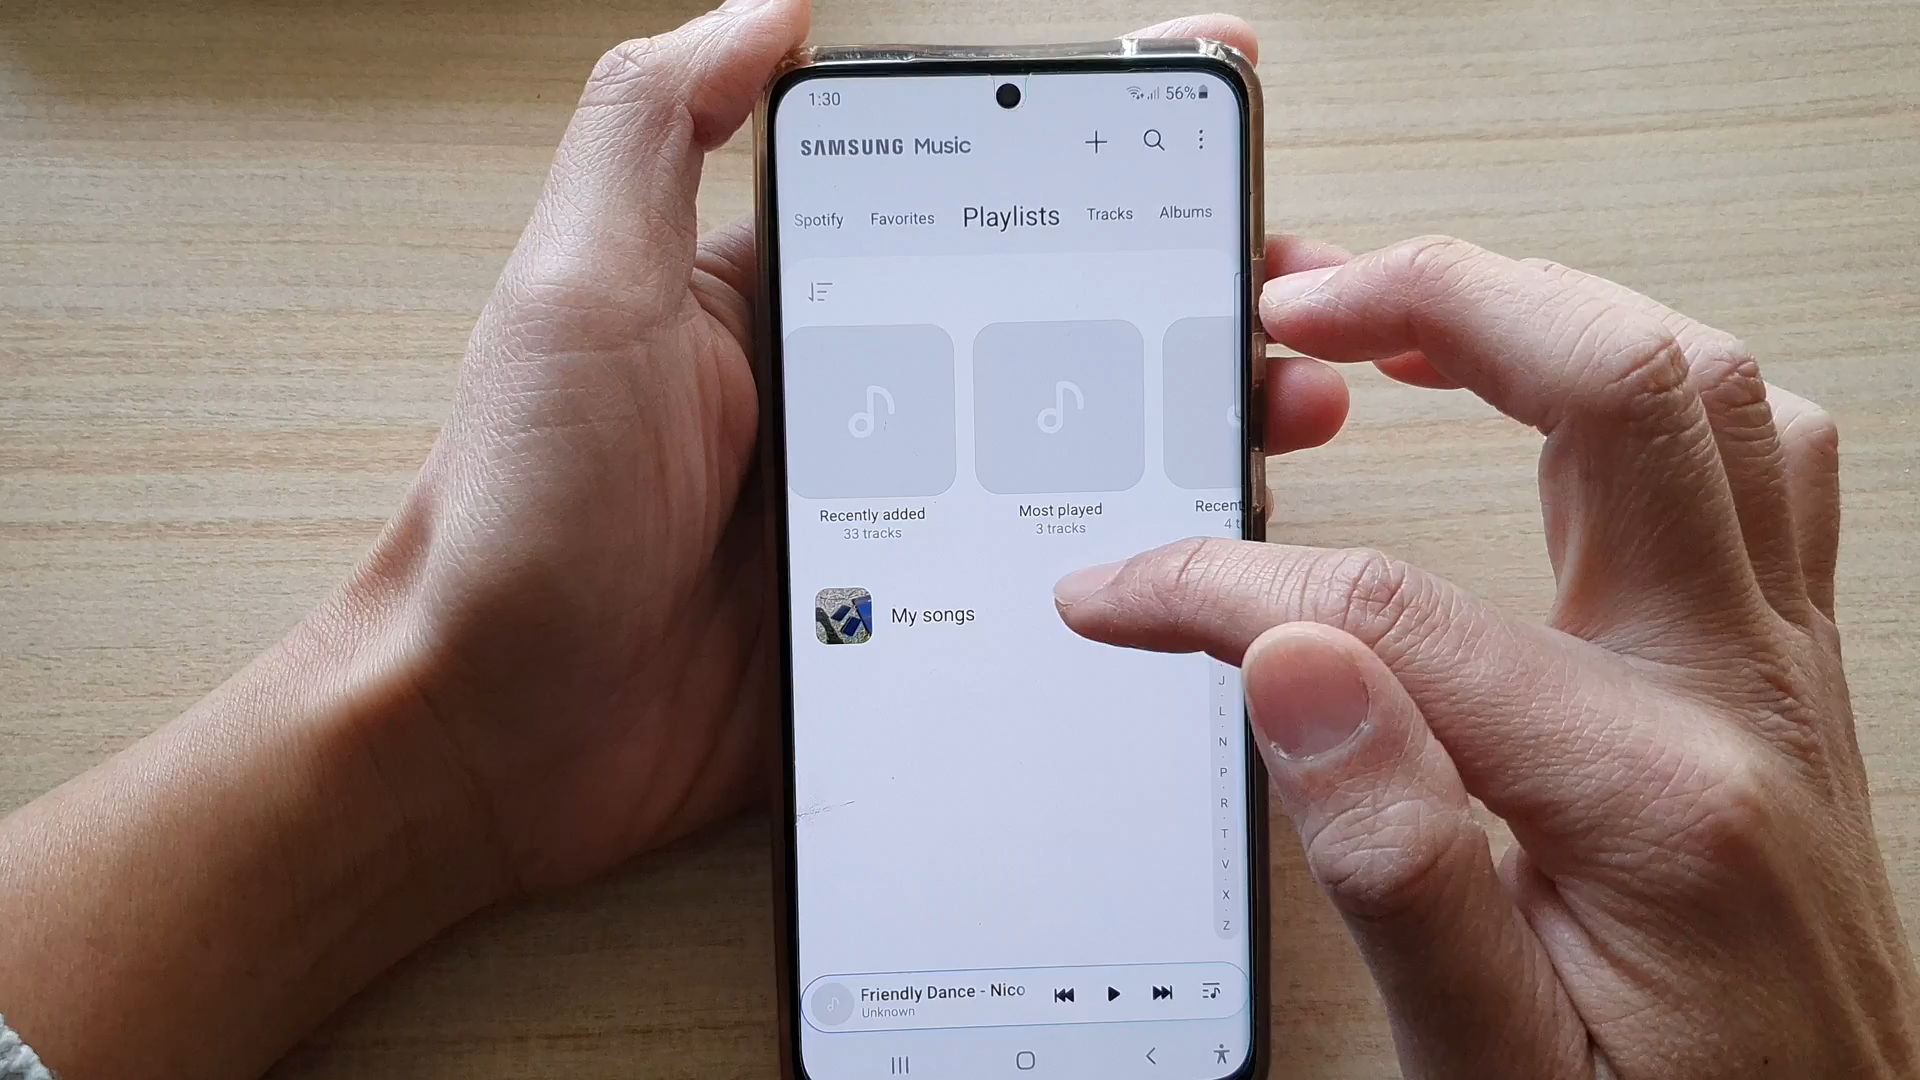 1:30
56%
SAMSUNG Music
Spotify Favorites Playlists Tracks Albums
Recently added
33 tracks
Most played
3 tracks
Recent
4 t
My songs
J
L
N
P
R
T
V
X
Z
Friendly Dance - Nico
Unknown